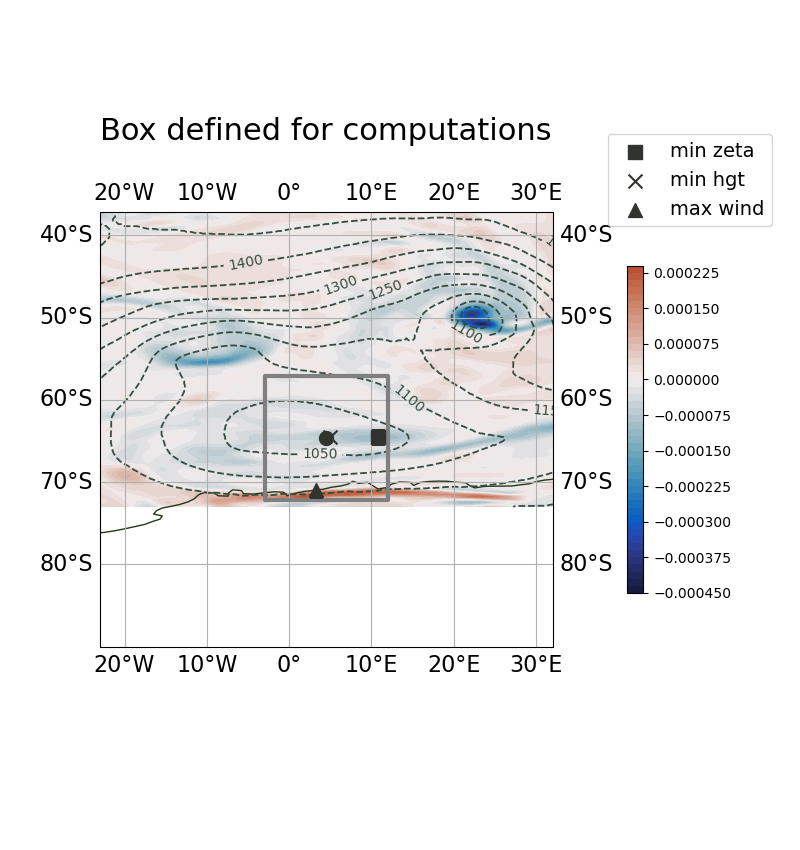 Box defined for computations
min zeta
min hgt
max wind
20°W 10°W 0° 10°E 20°E 30°E
40°S 40°S
1400
1300
1250
50°S 50°S
1100
60°S 60°S
1100
115
1050
70°S 70°S
80°S 80°S
20°W 10°W 0° 10°E 20°E 30°E
0.000225
0.000150
0.000075
0.000000
−0.000075
−0.000150
−0.000225
−0.000300
−0.000375
−0.000450